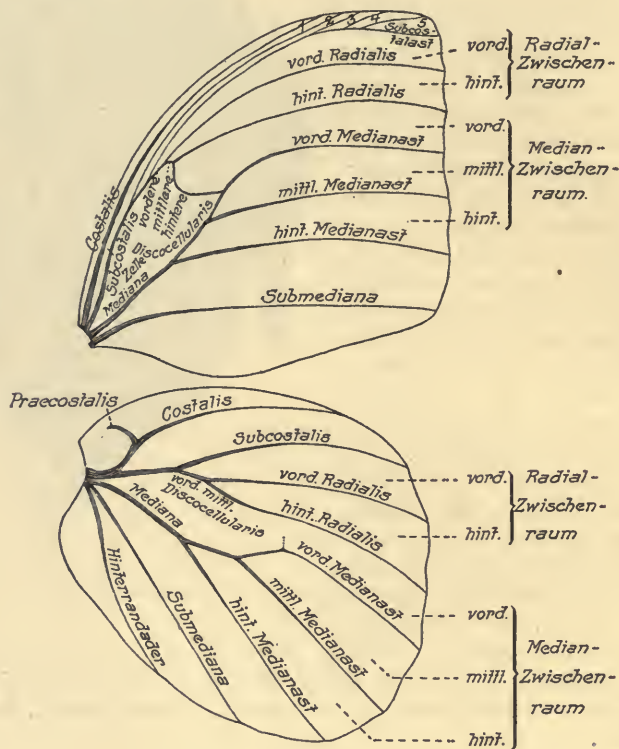 1 2 3 4 5
Subcos-
talast
vord. Radialis
hint. Radialis
vord. Medianast
mittl. Medianast
hint. Medianast
Submediana
Costalis
Subcostalis
vordere
mittlere
hintere
Discocellularis
Zelle
Mediana
vord.
hint.
Radial-
Zwischen-
raum
vord.
mittl.
hint.
Median-
Zwischen-
raum.
Praecostalis
Costalis
Subcostalis
vord. Radialis
hint. Radialis
vord. mittl.
Discocellularis
Mediana
vord. Medianast
mittl. Medianast
hint. Medianast
Submediana
Hinterrandader
vord.
hint.
Radial-
Zwischen-
raum
vord.
mittl.
hint.
Median-
Zwischen-
raum